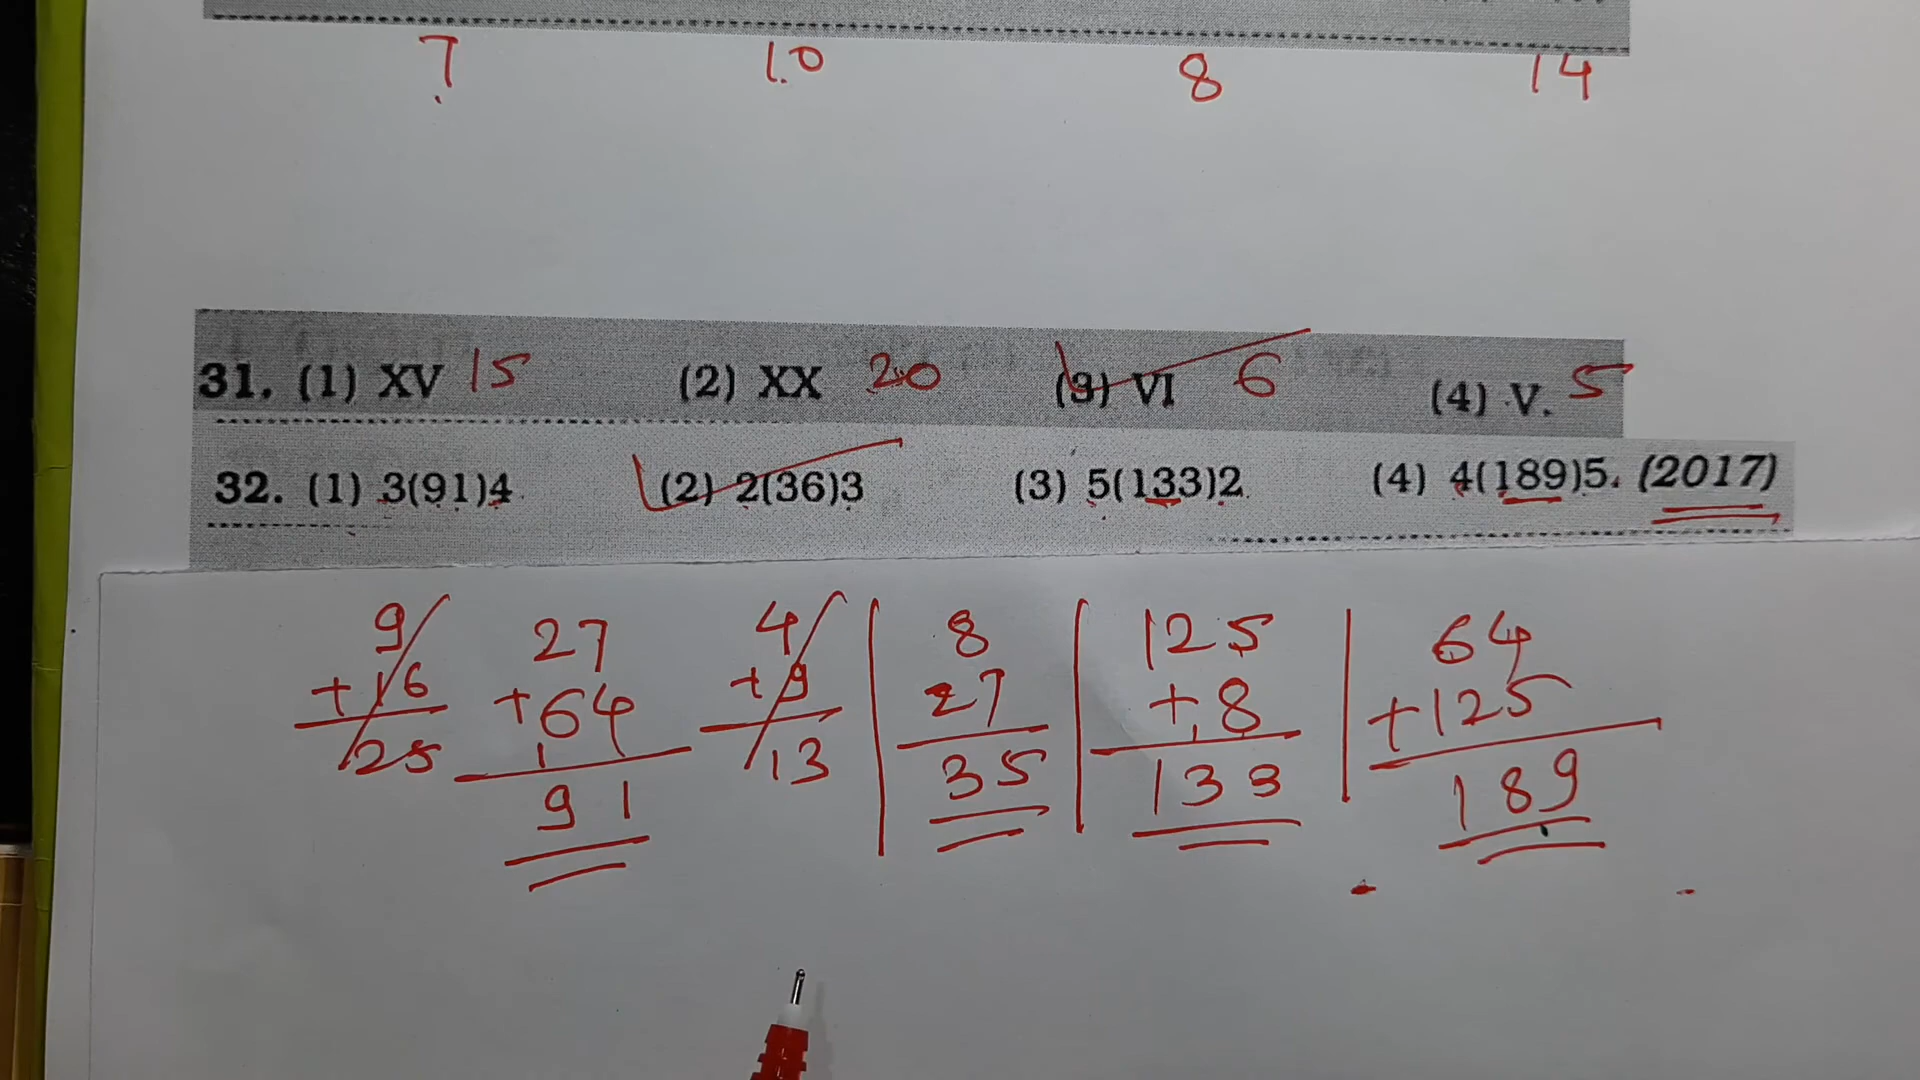 7 10 8 14
31. (1) XV 15 (2) XX 20 (3) VI 6 (4) V. 5
32. (1) 3(91)4 (2) 2(36)3 (3) 5(133)2 (4) 4(189)5. (2017)
9 27 4 8 125 64
+16 +64 +9 27 +8 +125
25 91 13 35 133 189